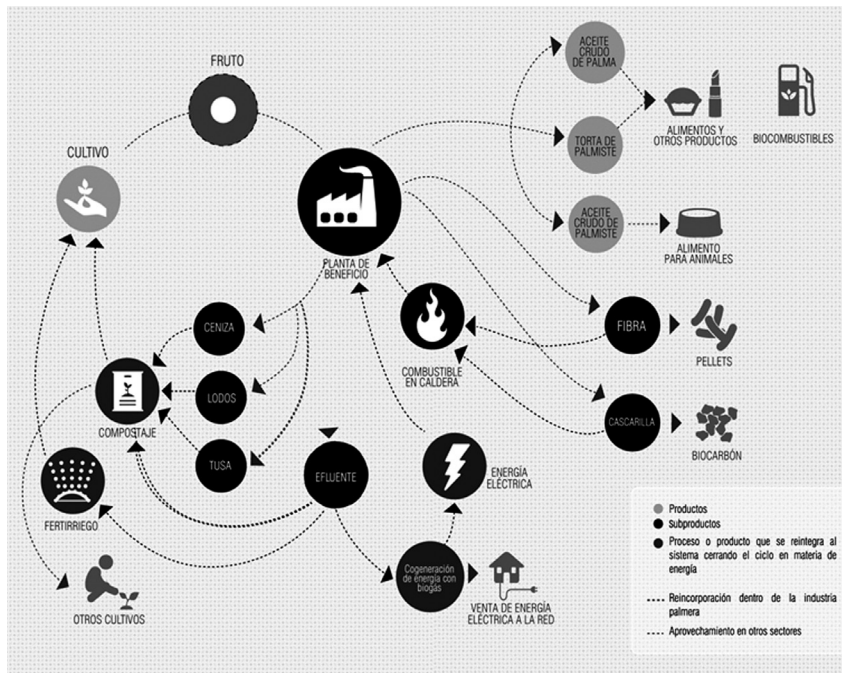 FRUTO
CULTIVO
ACEITE
CRUDO
DE PALMA
TORTA DE
PALMISTE
ACEITE
CRUDO DE
PALMISTE
ALIMENTOS Y
OTROS PRODUCTOS
BIOCOMBUSTIBLES
ALIMENTO
PARA ANIMALES
PLANTA DE
BENEFICIO
CENIZA
LODOS
TUSA
COMPOSTAJE
COMBUSTIBLE
EN CALDERA
FIBRA
PELLETS
CASCARILLA
BIOCARBÓN
EFLUENTE
ENERGÍA
ELÉCTRICA
FERTIRRIEGO
OTROS CULTIVOS
Cogeneración
de energía con
biogás
VENTA DE ENERGÍA
ELÉCTRICA A LA RED
Productos
Subproductos
Proceso o producto que se reintegra al
sistema cerrando el ciclo en materia de
energía
Reincorporación dentro de la industria
palmera
Aprovechamiento en otros sectores